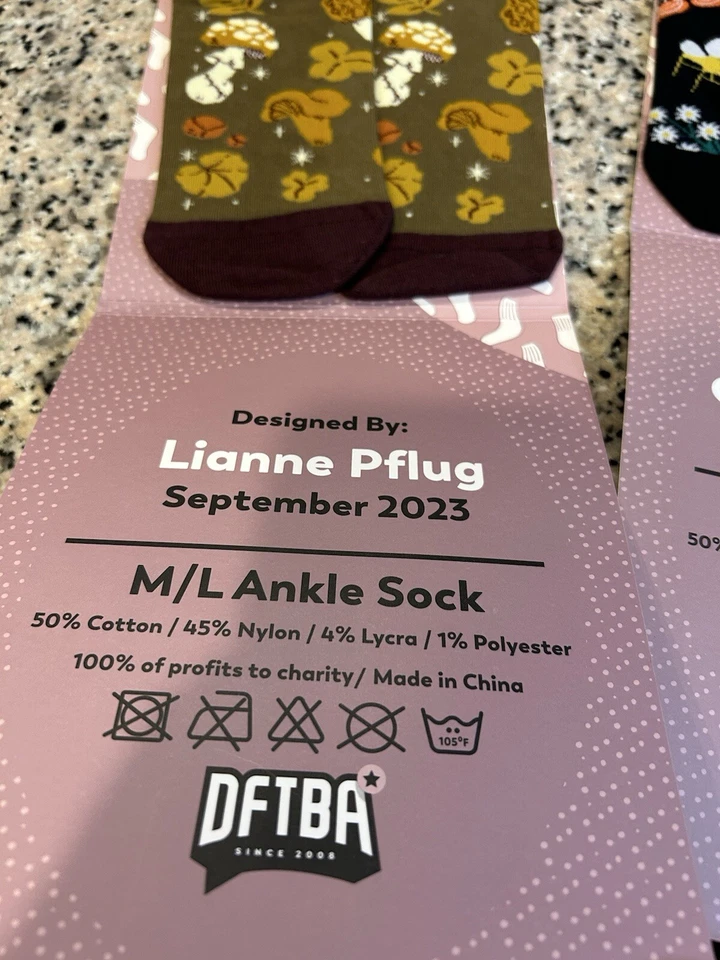 Designed By:
Lianne Pflug
September 2023
M/L Ankle Sock
50% Cotton / 45% Nylon / 4% Lycra / 1% Polyester
100% of profits to charity/ Made in China
105°F
DFTBA
SINCE 2008
50%